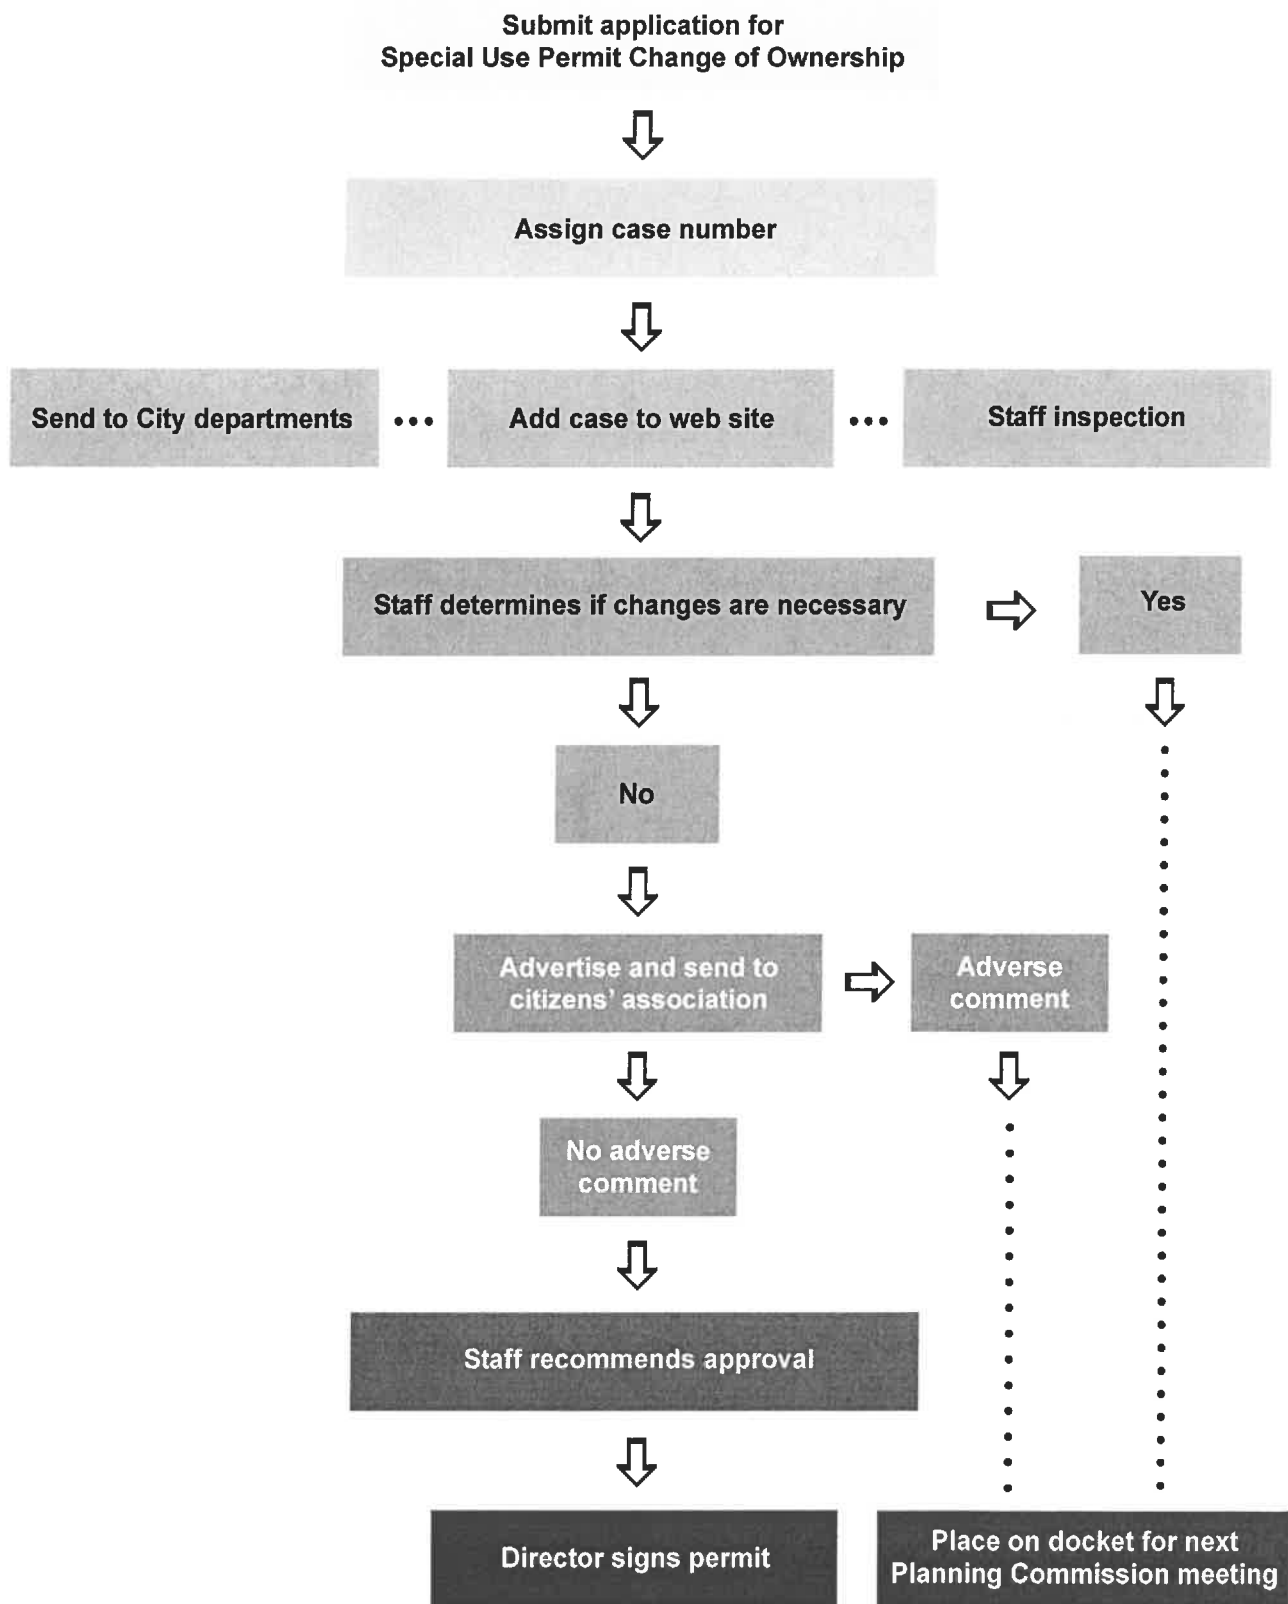 Submit application for
Special Use Permit Change of Ownership
Assign case number
Send to City departments
Add case to web site
Staff inspection
Staff determines if changes are necessary
Yes
No
Advertise and send to
citizens’ association
Adverse
comment
No adverse
comment
Staff recommends approval
Director signs permit
Place on docket for next
Planning Commission meeting